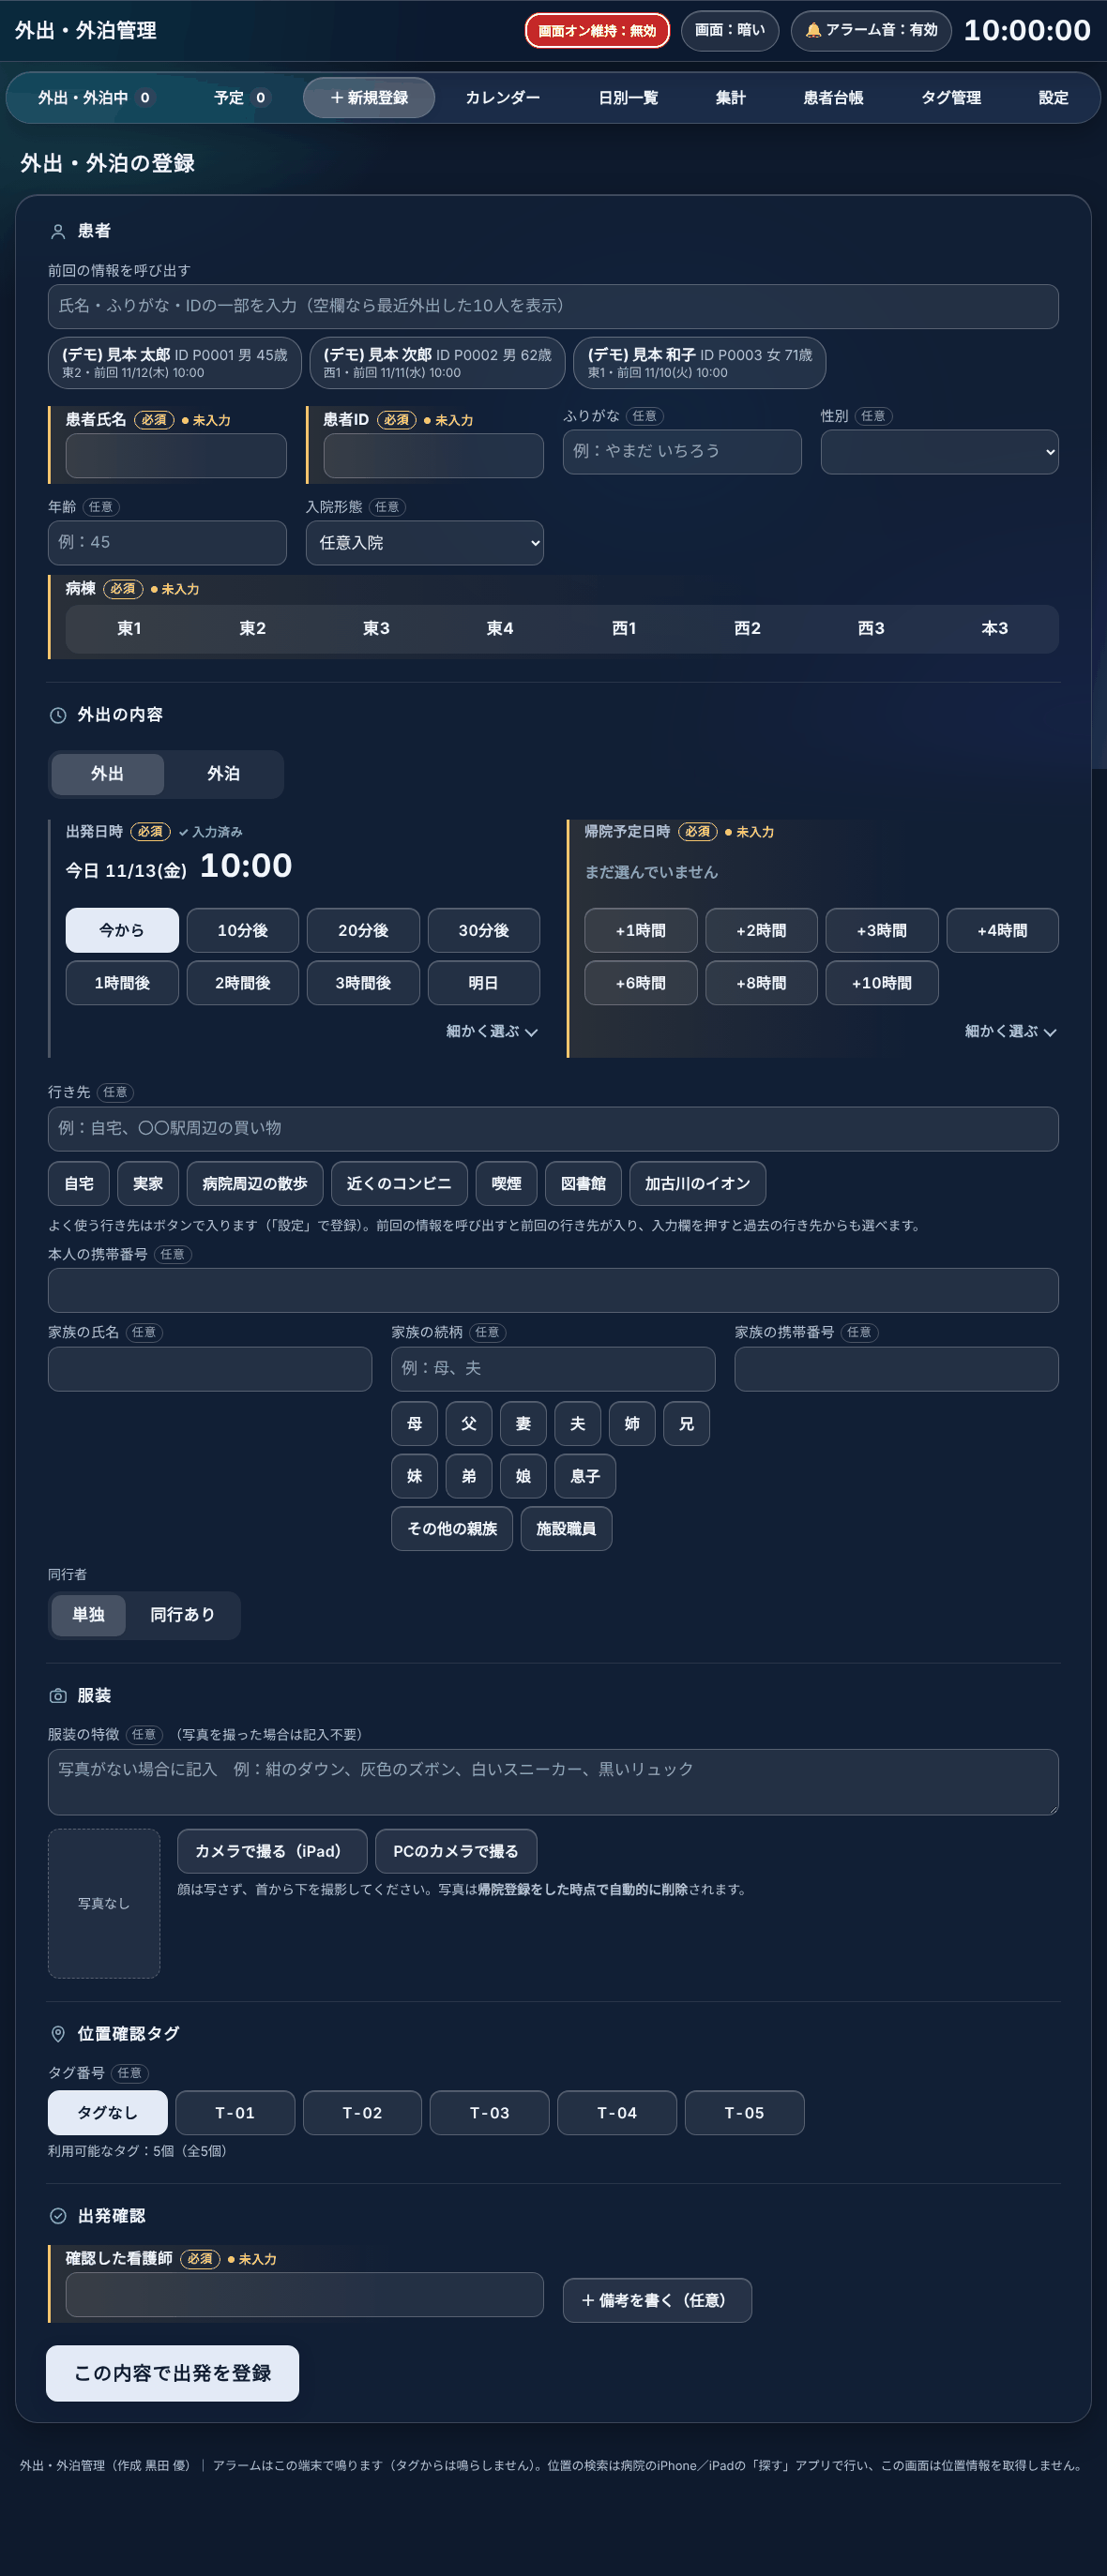 外出・外泊管理
画面オン維持：無効
画面：暗い
🔔 アラーム音：有効
10:00:00
外出・外泊中 0
予定 0
＋ 新規登録
カレンダー
日別一覧
集計
患者台帳
タグ管理
設定
外出・外泊の登録
患者
前回の情報を呼び出す
氏名・ふりがな・IDの一部を入力（空欄なら最近外出した10人を表示）
(デモ) 見本 太郎 ID P0001 男 45歳
東2・前回 11/12(木) 10:00
(デモ) 見本 次郎 ID P0002 男 62歳
西1・前回 11/11(水) 10:00
(デモ) 見本 和子 ID P0003 女 71歳
東1・前回 11/10(火) 10:00
患者氏名 必須 ● 未入力
患者ID 必須 ● 未入力
ふりがな 任意
例：やまだ いちろう
性別 任意
年齢 任意
例：45
入院形態 任意
任意入院
病棟 必須 ● 未入力
東1 東2 東3 東4 西1 西2 西3 本3
外出の内容
外出 外泊
出発日時 必須 ✓ 入力済み
今日 11/13(金) 10:00
今から 10分後 20分後 30分後
1時間後 2時間後 3時間後 明日
細かく選ぶ
帰院予定日時 必須 ● 未入力
まだ選んでいません
+1時間 +2時間 +3時間 +4時間
+6時間 +8時間 +10時間
細かく選ぶ
行き先 任意
例：自宅、〇〇駅周辺の買い物
自宅 実家 病院周辺の散歩 近くのコンビニ 喫煙 図書館 加古川のイオン
よく使う行き先はボタンで入ります（「設定」で登録）。前回の情報を呼び出すと前回の行き先が入り、入力欄を押すと過去の行き先からも選べます。
本人の携帯番号 任意
家族の氏名 任意
家族の続柄 任意
例：母、夫
家族の携帯番号 任意
母 父 妻 夫 姉 兄
妹 弟 娘 息子
その他の親族 施設職員
同行者
単独 同行あり
服装
服装の特徴 任意 （写真を撮った場合は記入不要）
写真がない場合に記入　例：紺のダウン、灰色のズボン、白いスニーカー、黒いリュック
写真なし
カメラで撮る（iPad）
PCのカメラで撮る
顔は写さず、首から下を撮影してください。写真は帰院登録をした時点で自動的に削除されます。
位置確認タグ
タグ番号 任意
タグなし T-01 T-02 T-03 T-04 T-05
利用可能なタグ：5個（全5個）
出発確認
確認した看護師 必須 ● 未入力
＋ 備考を書く（任意）
この内容で出発を登録
外出・外泊管理（作成 黒田 優）｜ アラームはこの端末で鳴ります（タグからは鳴らしません）。位置の検索は病院のiPhone／iPadの「探す」アプリで行い、この画面は位置情報を取得しません。